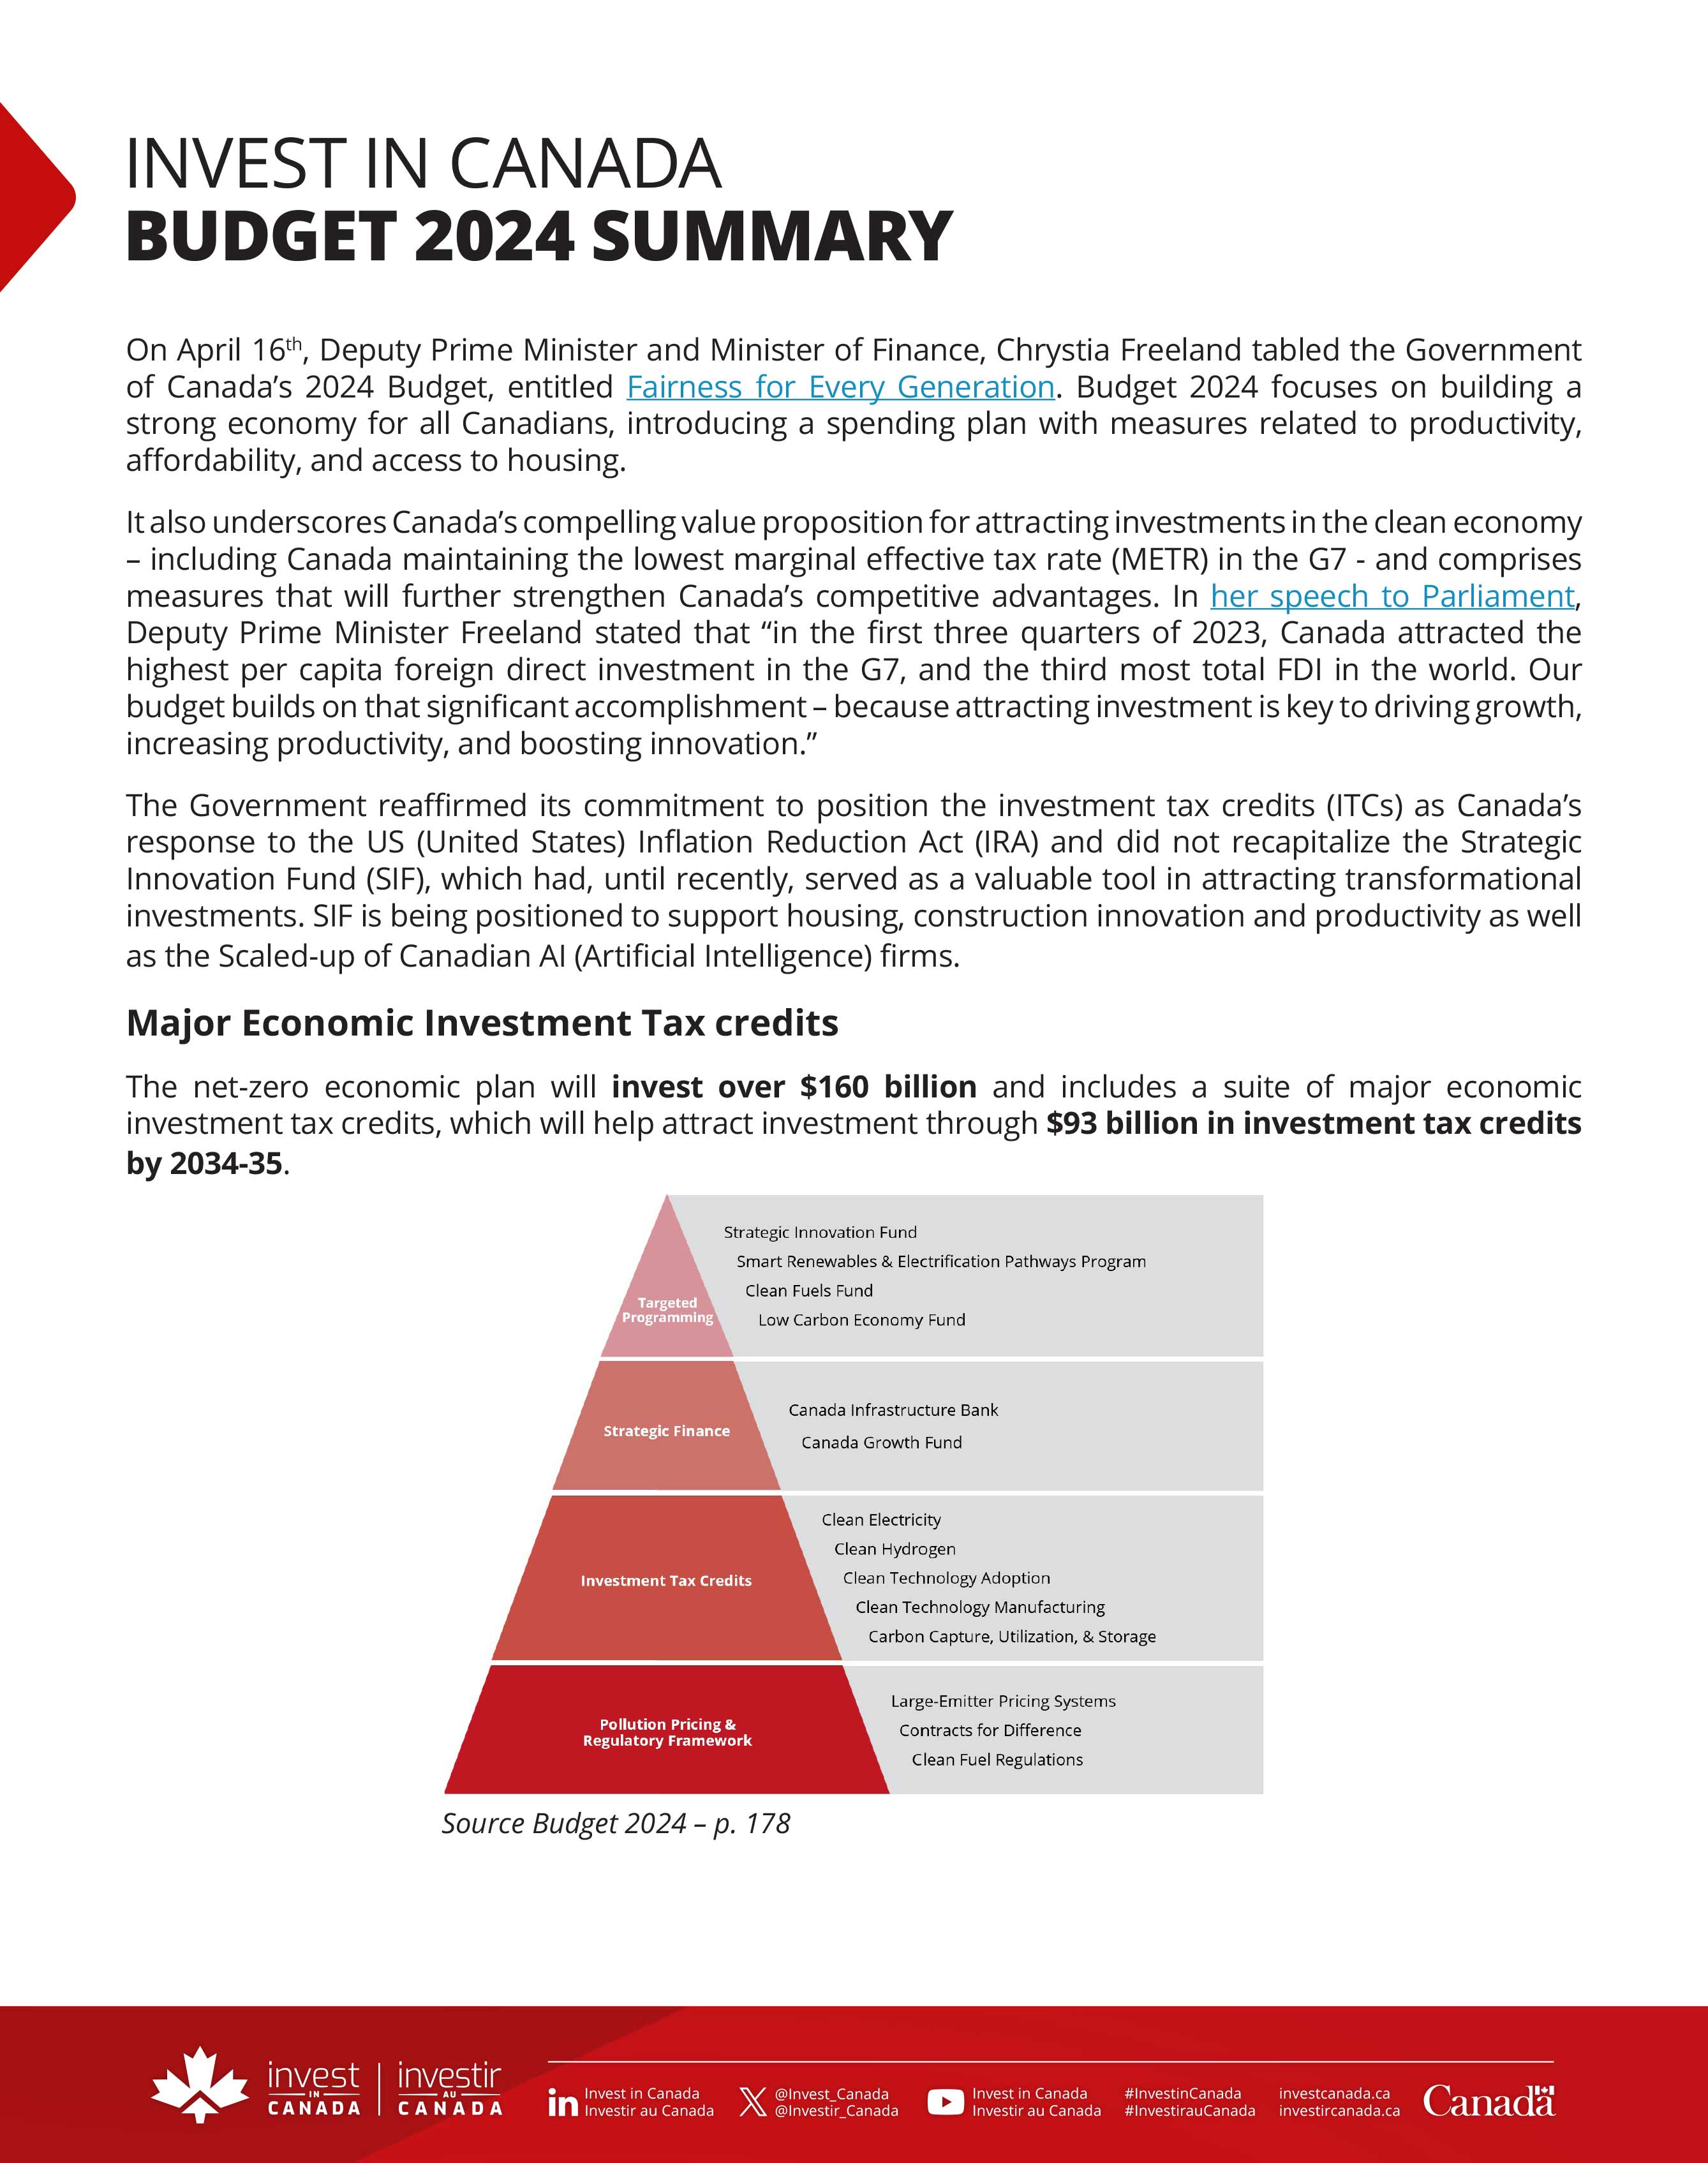 INVEST IN CANADA
BUDGET 2024 SUMMARY
On April 16th, Deputy Prime Minister and Minister of Finance, Chrystia Freeland tabled the Government
of Canada’s 2024 Budget, entitled Fairness for Every Generation. Budget 2024 focuses on building a
strong economy for all Canadians, introducing a spending plan with measures related to productivity,
affordability, and access to housing.
It also underscores Canada’s compelling value proposition for attracting investments in the clean economy
– including Canada maintaining the lowest marginal effective tax rate (METR) in the G7 - and comprises
measures that will further strengthen Canada’s competitive advantages. In her speech to Parliament,
Deputy Prime Minister Freeland stated that “in the first three quarters of 2023, Canada attracted the
highest per capita foreign direct investment in the G7, and the third most total FDI in the world. Our
budget builds on that significant accomplishment – because attracting investment is key to driving growth,
increasing productivity, and boosting innovation.”
The Government reaffirmed its commitment to position the investment tax credits (ITCs) as Canada’s
response to the US (United States) Inflation Reduction Act (IRA) and did not recapitalize the Strategic
Innovation Fund (SIF), which had, until recently, served as a valuable tool in attracting transformational
investments. SIF is being positioned to support housing, construction innovation and productivity as well
as the Scaled-up of Canadian AI (Artificial Intelligence) firms.
Major Economic Investment Tax credits
The net-zero economic plan will invest over $160 billion and includes a suite of major economic
investment tax credits, which will help attract investment through $93 billion in investment tax credits
by 2034-35.
Targeted
Programming
Strategic Innovation Fund
Smart Renewables & Electrification Pathways Program
Clean Fuels Fund
Low Carbon Economy Fund
Strategic Finance
Canada Infrastructure Bank
Canada Growth Fund
Investment Tax Credits
Clean Electricity
Clean Hydrogen
Clean Technology Adoption
Clean Technology Manufacturing
Carbon Capture, Utilization, & Storage
Pollution Pricing &
Regulatory Framework
Large-Emitter Pricing Systems
Contracts for Difference
Clean Fuel Regulations
Source Budget 2024 – p. 178
invest
IN
CANADA
investir
AU
CANADA
in
Invest in Canada
Investir au Canada
@Invest_Canada
@Investir_Canada
Invest in Canada
Investir au Canada
#InvestinCanada
#InvestirauCanada
investcanada.ca
investircanada.ca
Canada